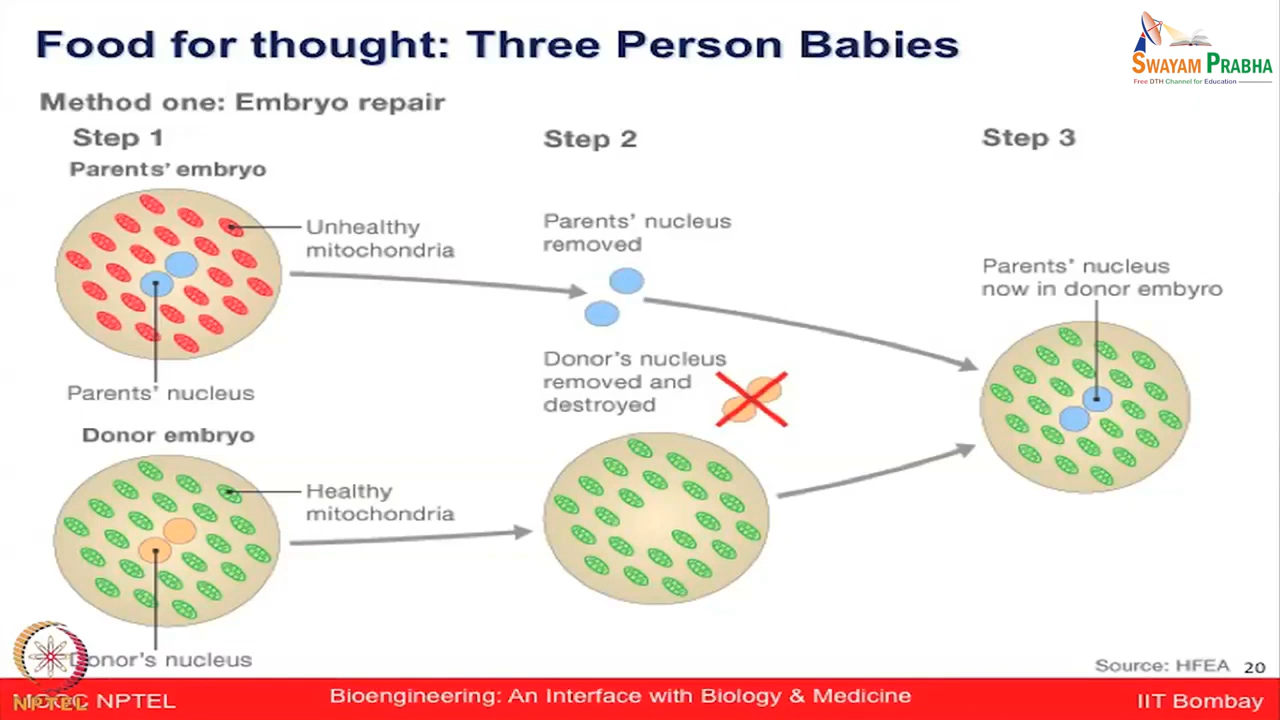 Food for thought: Three Person Babies
SWAYAM PRABHA
Free DTH Channel for Education
Method one: Embryo repair
Step 1
Step 2
Step 3
Parents' embryo
Unhealthy
mitochondria
Parents' nucleus
Parents' nucleus
removed
Donor's nucleus
removed and
destroyed
Parents' nucleus
now in donor embyro
Donor embryo
Healthy
mitochondria
Donor's nucleus
Source: HFEA 20
NPTEL
MOOC NPTEL
Bioengineering: An Interface with Biology & Medicine
IIT Bombay